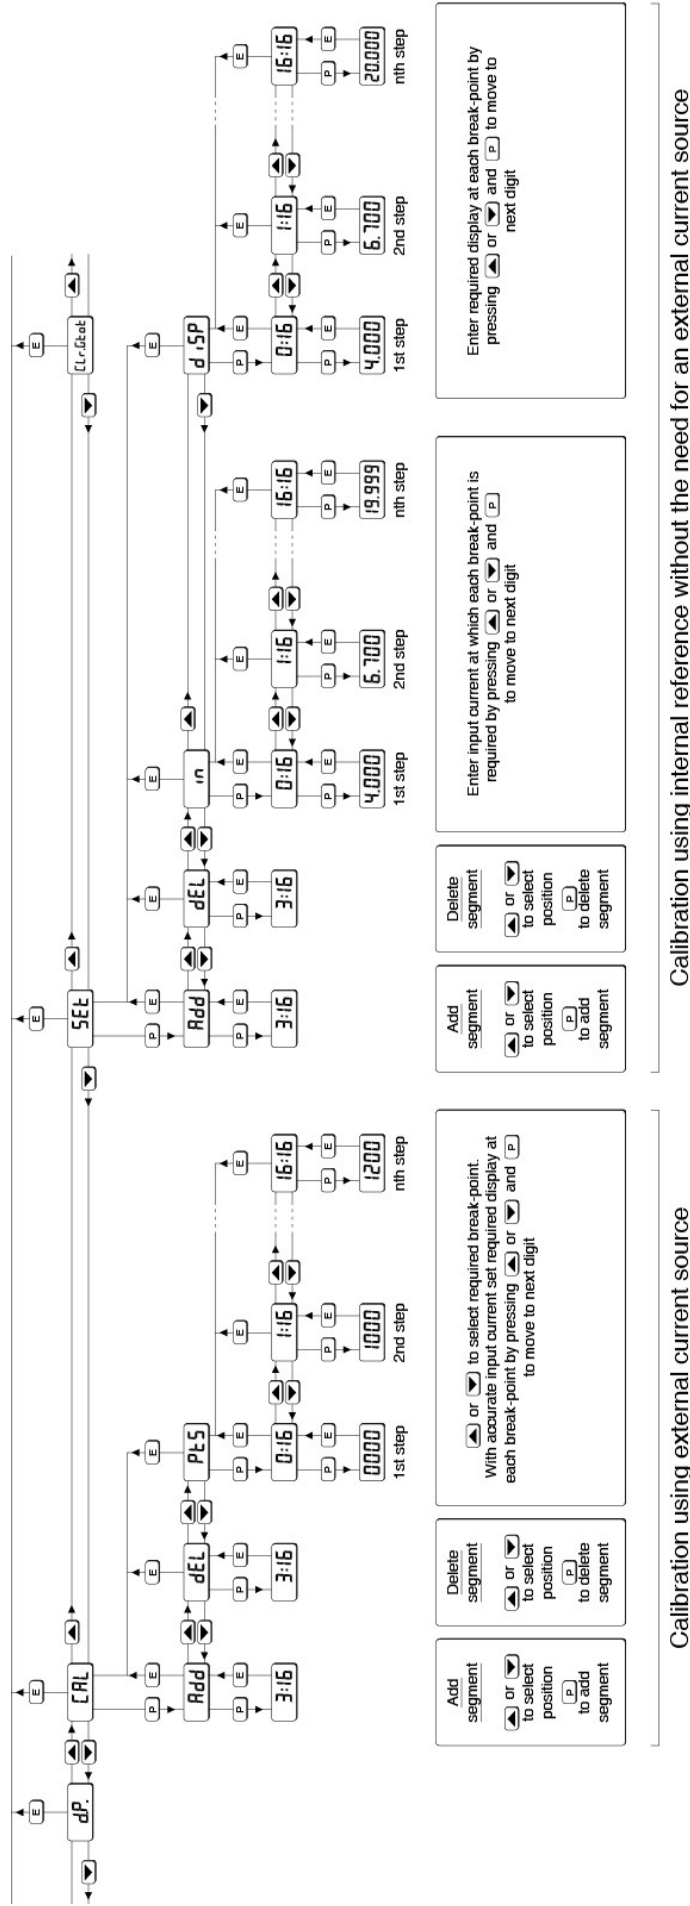 E E E E
dP. CAL SEt CLr.Gtot
P E E E P E E E E
Add dEL PtS Add dEL in diSP
P E P E P E E E P E P E P E E E P E E E
3:16 3:16 0:16 1:16 16:16 3:16 3:16 0:16 1:16 16:16 0:16 1:16 16:16
P E P E P E P E P E P E P E P E P E
0000 1000 1200 4.000 6.700 19.999 4.000 6.700 20.000
1st step 2nd step nth step 1st step 2nd step nth step 1st step 2nd step nth step
Add
segment
▲ or ▼
to select
position
P
to add
segment
Delete
segment
▲ or ▼
to select
position
P
to delete
segment
▲ or ▼ to select required break-point.
With accurate input current set required display at
each break-point by pressing ▲ or ▼ and P
to move to next digit
Add
segment
▲ or ▼
to select
position
P
to add
segment
Delete
segment
▲ or ▼
to select
position
P
to delete
segment
Enter input current at which each break-point is
required by pressing ▲ or ▼ and P
to move to next digit
Enter required display at each break-point by
pressing ▲ or ▼ and P to move to
next digit
Calibration using external current source
Calibration using internal reference without the need for an external current source